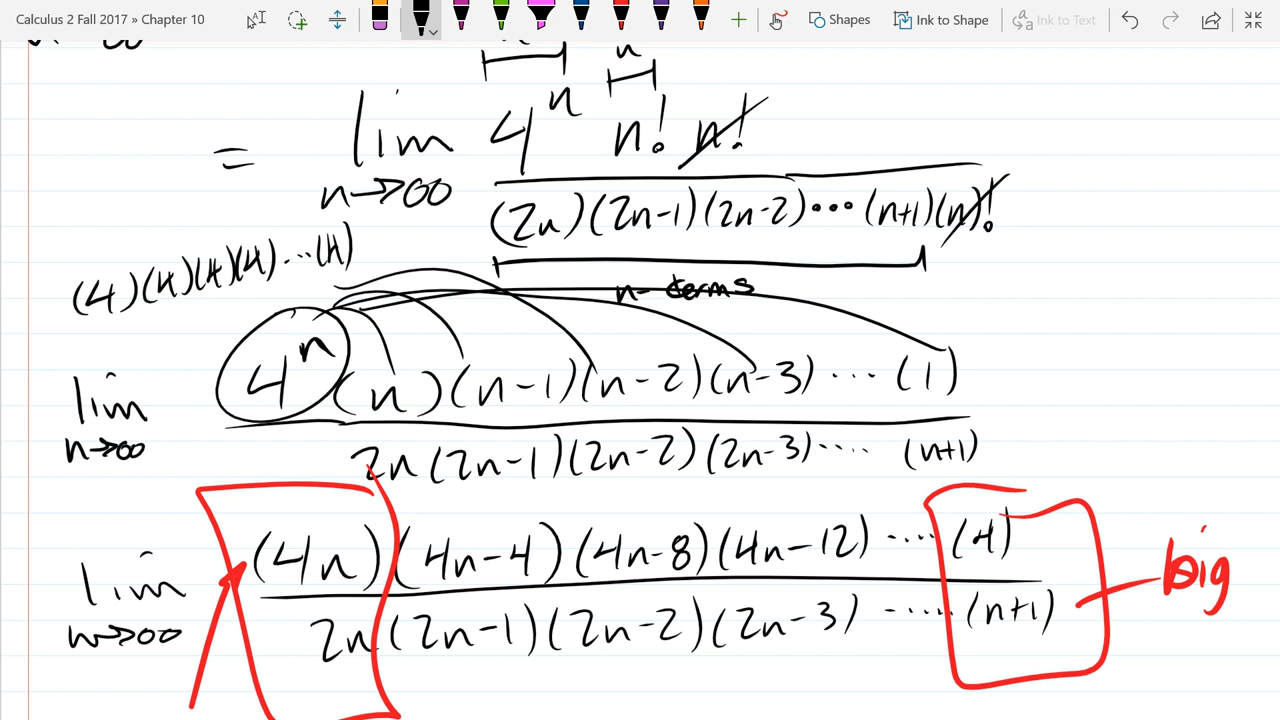 Calculus 2 Fall 2017 » Chapter 10
Shapes
Ink to Shape
Ink to Text
n
= lim 4^n n! n!
n→∞ (2n)(2n-1)(2n-2)•••(n+1)(n)!
(4)(4)(4)(4)...(4)
n- terms
4^n (n)(n-1)(n-2)(n-3)... (1)
lim
n→∞
2n(2n-1)(2n-2)(2n-3).... (n+1)
(4n)(4n-4)(4n-8)(4n-12)..... (4)
big
lim
n→∞
2n(2n-1)(2n-2)(2n-3) ..... (n+1)